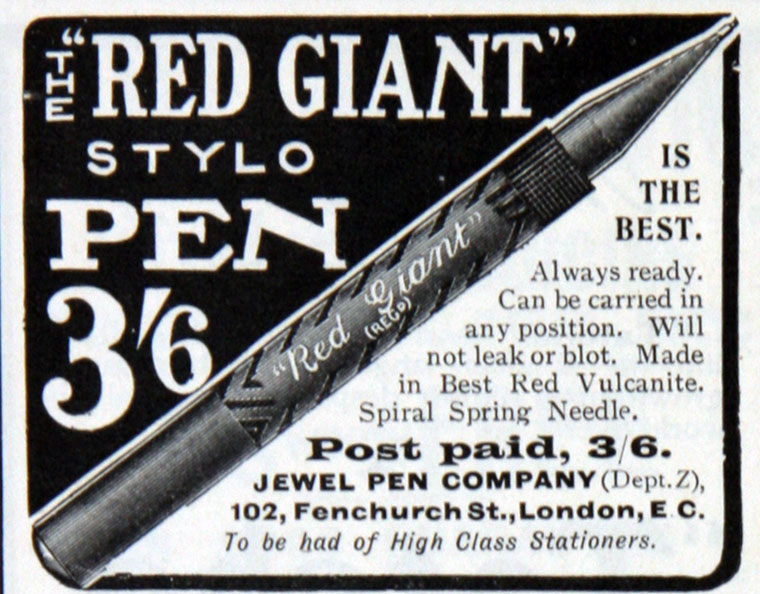 THE "RED GIANT"
STYLO
PEN
3/6
"Red Giant"
(REGD)
IS
THE
BEST.
Always ready.
Can be carried in
any position. Will
not leak or blot. Made
in Best Red Vulcanite.
Spiral Spring Needle.
Post paid, 3/6.
JEWEL PEN COMPANY (Dept. Z),
102, Fenchurch St., London, E.C.
To be had of High Class Stationers.